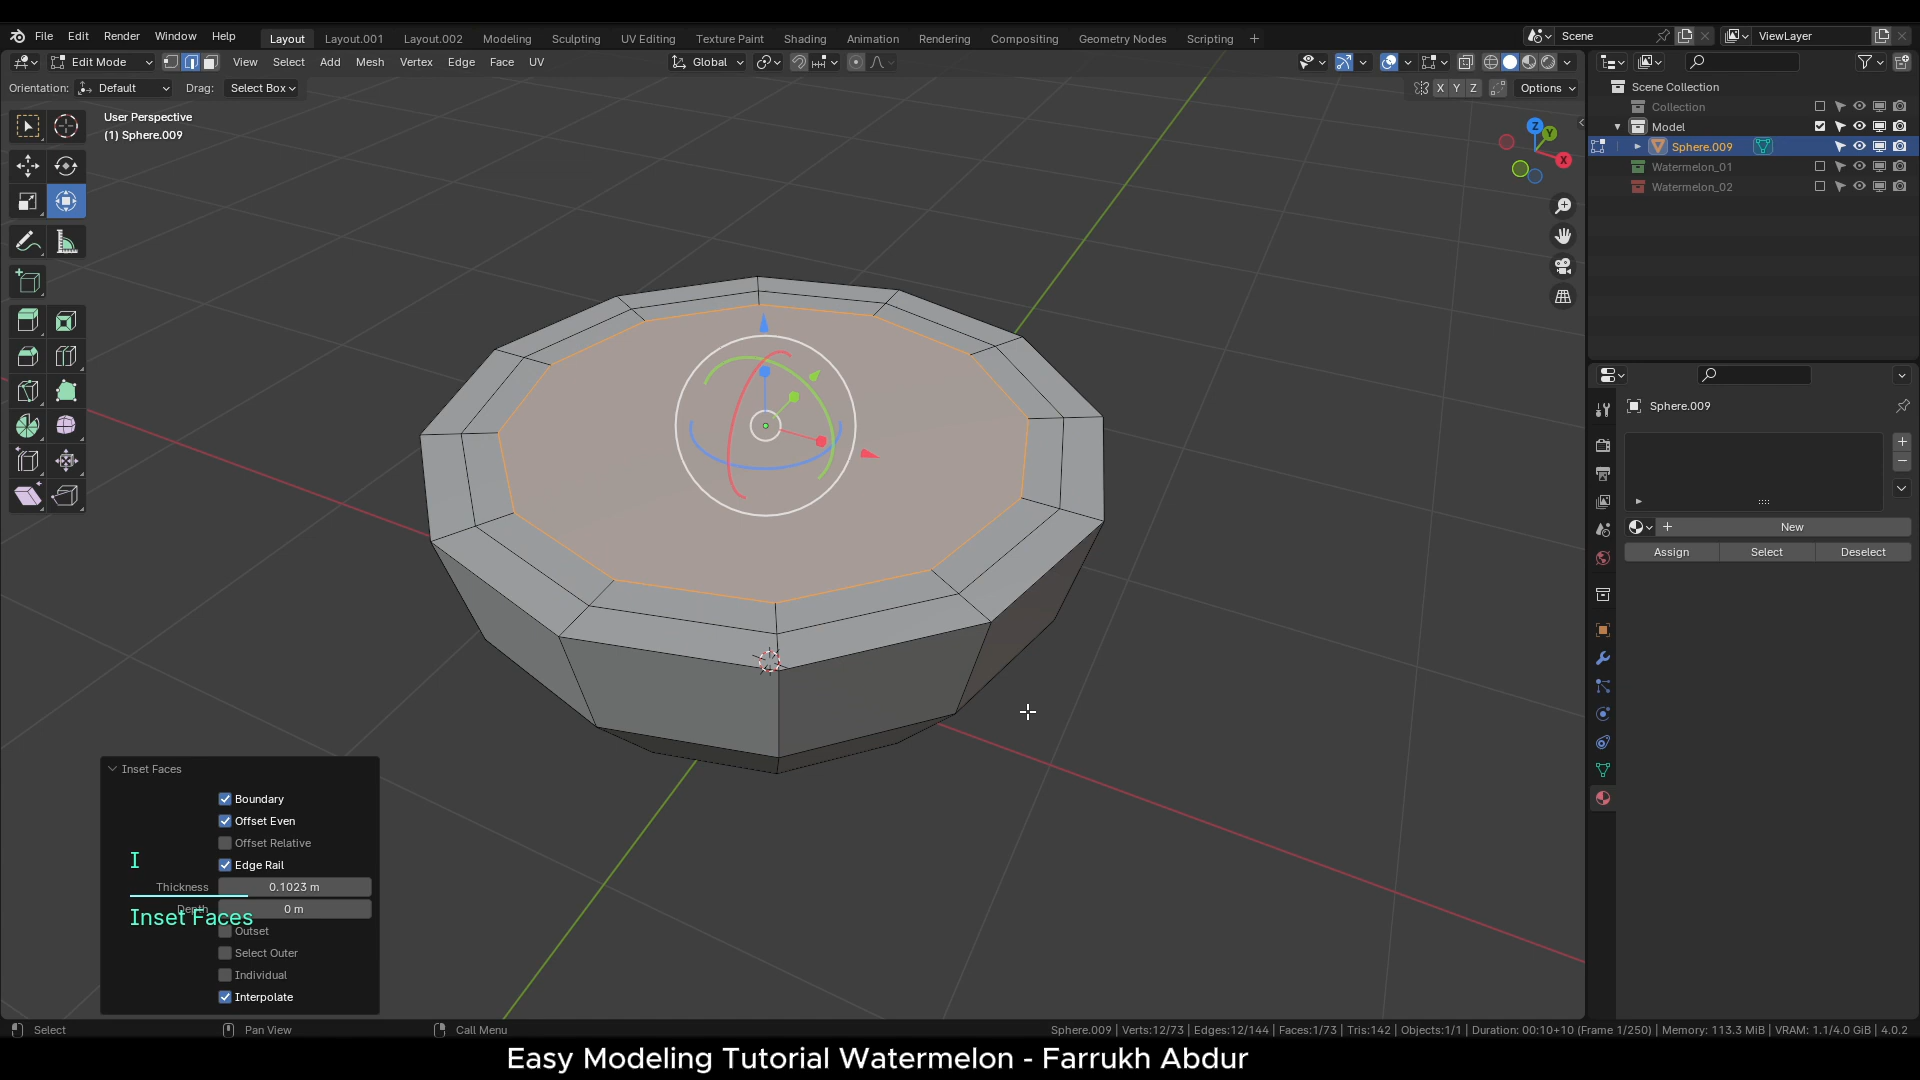 File Edit Render Window Help Layout Layout.001 Layout.002 Modeling Sculpting UV Editing Texture Paint Shading Animation Rendering Compositing Geometry Nodes Scripting + Scene ViewLayer
Edit Mode View Select Add Mesh Vertex Edge Face UV Global
Orientation: Default Drag: Select Box X Y Z Options
User Perspective
(1) Sphere.009
Z
Y
X
Scene Collection
Collection
Model
Sphere.009
Watermelon_01
Watermelon_02
Sphere.009
New
Assign Select Deselect
Inset Faces
Boundary
Offset Even
Offset Relative
Edge Rail
Thickness 0.1023 m
Depth 0 m
Outset
Select Outer
Individual
Interpolate
I
Inset Faces
Select Pan View Call Menu Sphere.009 | Verts:12/73 | Edges:12/144 | Faces:1/73 | Tris:142 | Objects:1/1 | Duration: 00:10+10 (Frame 1/250) | Memory: 113.3 MiB | VRAM: 1.1/4.0 GiB | 4.0.2
Easy Modeling Tutorial Watermelon - Farrukh Abdur